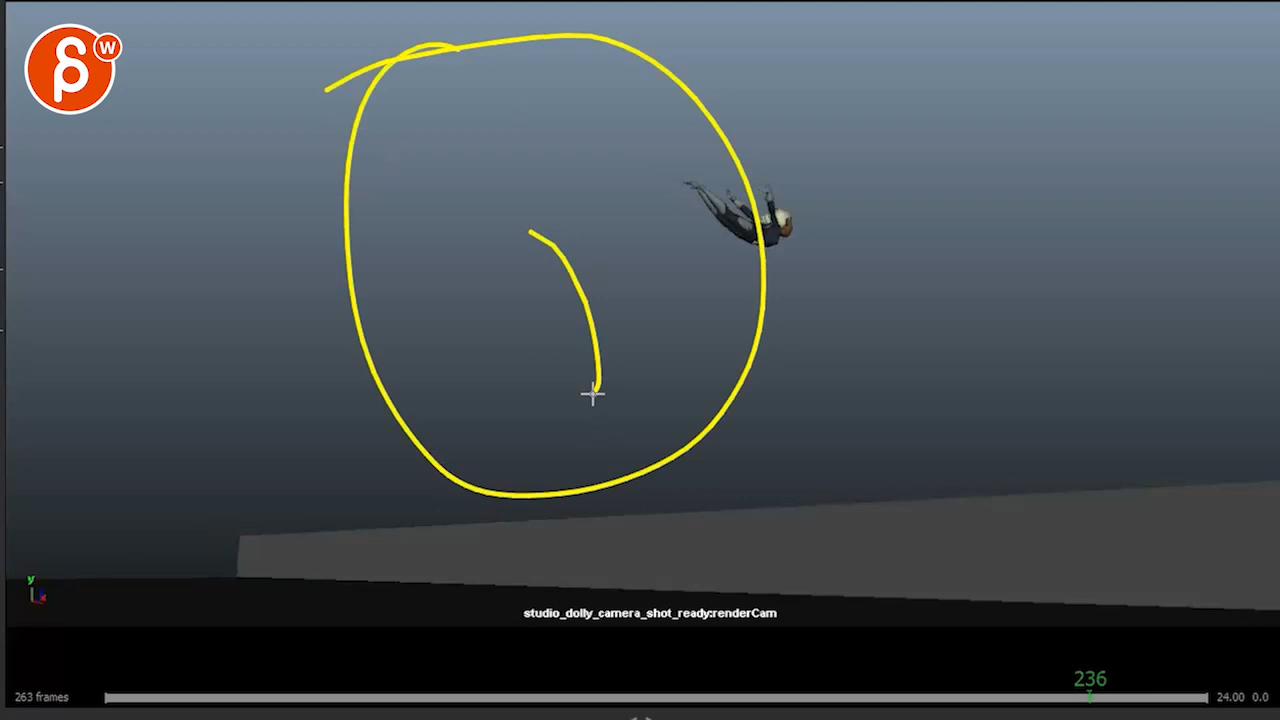 W
y
studio_dolly_camera_shot_ready:renderCam
236
263 frames
24.00 0.0